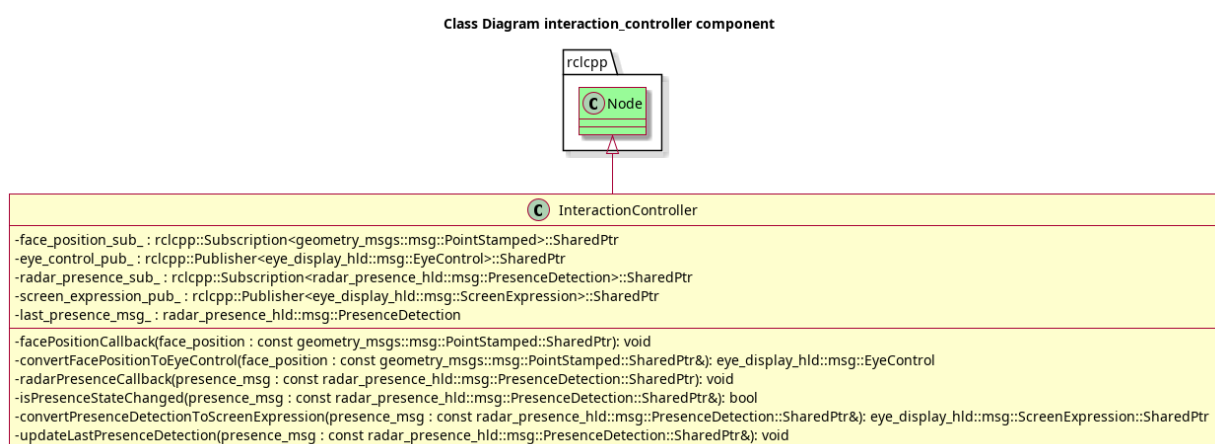 Class Diagram interaction_controller component
rclcpp
C Node
C InteractionController
-face_position_sub_ : rclcpp::Subscription<geometry_msgs::msg::PointStamped>::SharedPtr
-eye_control_pub_ : rclcpp::Publisher<eye_display_hld::msg::EyeControl>::SharedPtr
-radar_presence_sub_ : rclcpp::Subscription<radar_presence_hld::msg::PresenceDetection>::SharedPtr
-screen_expression_pub_ : rclcpp::Publisher<eye_display_hld::msg::ScreenExpression>::SharedPtr
-last_presence_msg_ : radar_presence_hld::msg::PresenceDetection
-facePositionCallback(face_position : const geometry_msgs::msg::PointStamped::SharedPtr): void
-convertFacePositionToEyeControl(face_position : const geometry_msgs::msg::PointStamped::SharedPtr&): eye_display_hld::msg::EyeControl
-radarPresenceCallback(presence_msg : const radar_presence_hld::msg::PresenceDetection::SharedPtr): void
-isPresenceStateChanged(presence_msg : const radar_presence_hld::msg::PresenceDetection::SharedPtr&): bool
-convertPresenceDetectionToScreenExpression(presence_msg : const radar_presence_hld::msg::PresenceDetection::SharedPtr&): eye_display_hld::msg::ScreenExpression::SharedPtr
-updateLastPresenceDetection(presence_msg : const radar_presence_hld::msg::PresenceDetection::SharedPtr&): void